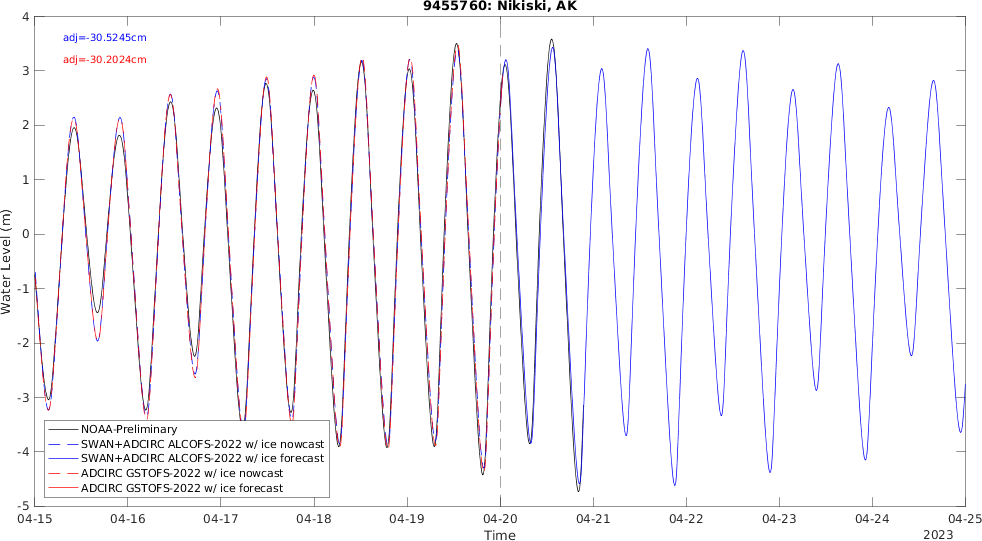 9455760: Nikiski, AK
adj=-30.5245cm
adj=-30.2024cm
Water Level (m)
4
3
2
1
0
-1
-2
-3
-4
-5
NOAA-Preliminary
SWAN+ADCIRC ALCOFS-2022 w/ ice nowcast
SWAN+ADCIRC ALCOFS-2022 w/ ice forecast
ADCIRC GSTOFS-2022 w/ ice nowcast
ADCIRC GSTOFS-2022 w/ ice forecast
04-15 04-16 04-17 04-18 04-19 04-20 04-21 04-22 04-23 04-24 04-25
Time
2023